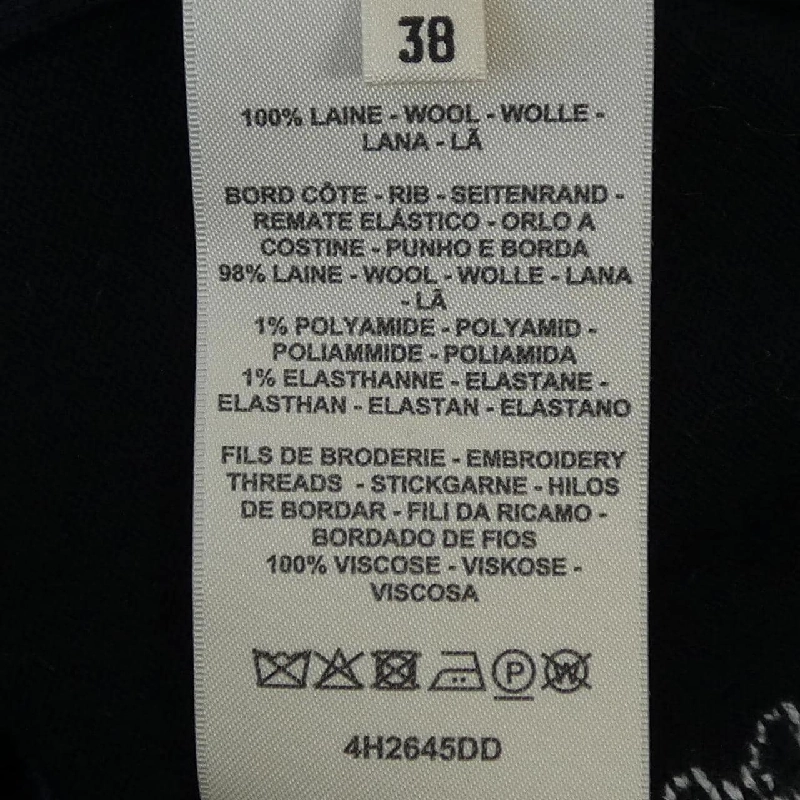 38
100% LAINE - WOOL - WOLLE -
LANA - LÃ
BORD CÔTE - RIB - SEITENRAND -
REMATE ELÁSTICO - ORLO A
COSTINE - PUNHO E BORDA
98% LAINE - WOOL - WOLLE - LANA
- LÃ
1% POLYAMIDE - POLYAMID -
POLIAMMIDE - POLIAMIDA
1% ELASTHANNE - ELASTANE -
ELASTHAN - ELASTAN - ELASTANO
FILS DE BRODERIE - EMBROIDERY
THREADS - STICKGARNE - HILOS
DE BORDAR - FILI DA RICAMO -
BORDADO DE FIOS
100% VISCOSE - VISKOSE -
VISCOSA
P W
4H2645DD